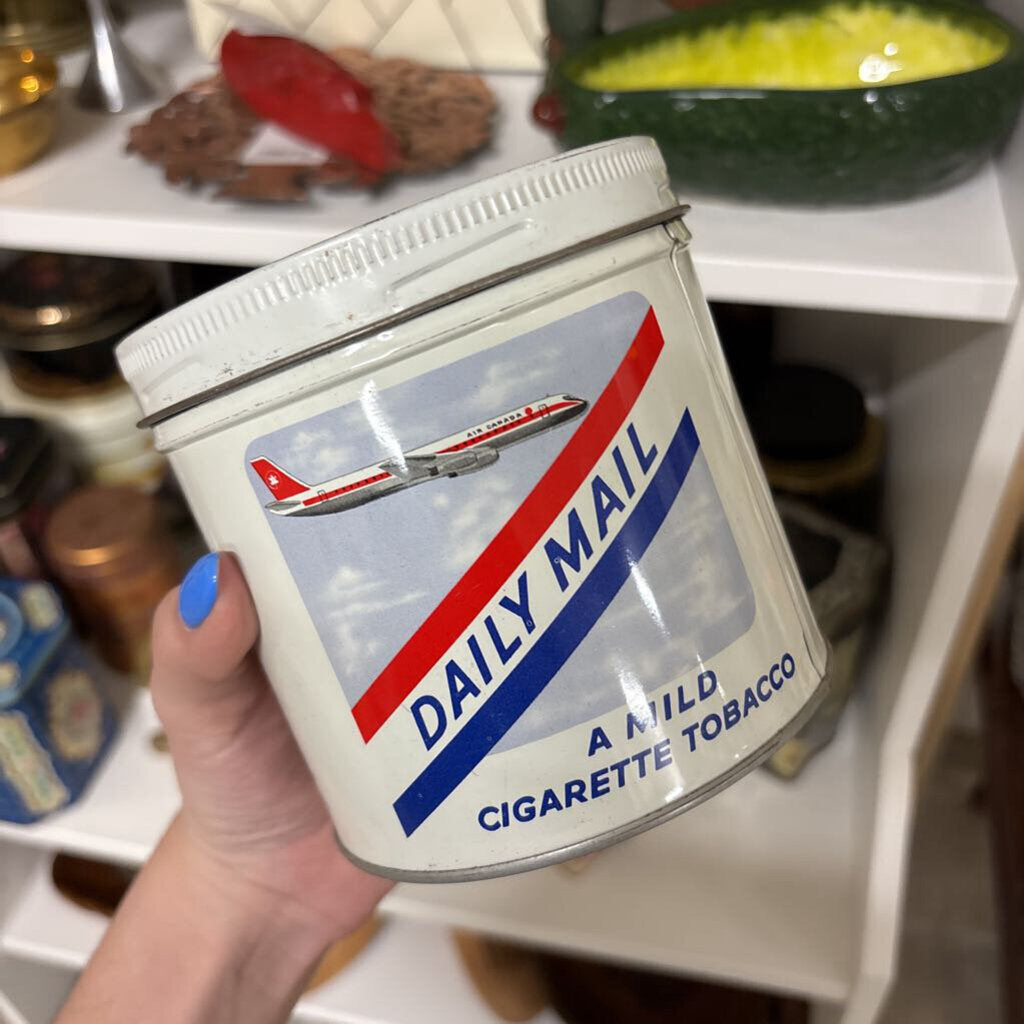 AIR CANADA
DAILY MAIL
A MILD
CIGARETTE TOBACCO